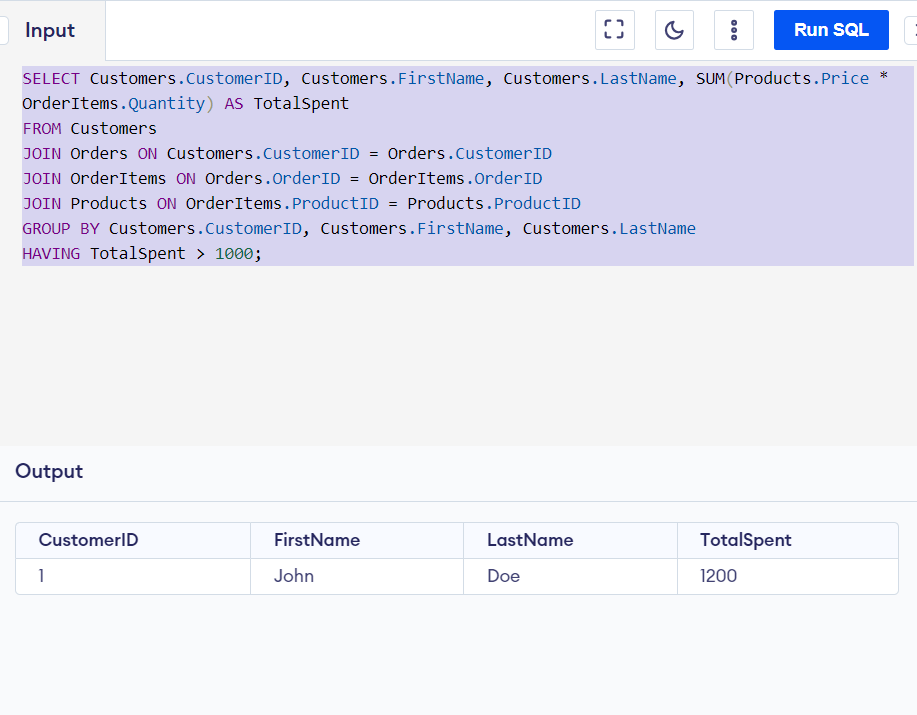 Input
Run SQL
SELECT Customers.CustomerID, Customers.FirstName, Customers.LastName, SUM(Products.Price *
OrderItems.Quantity) AS TotalSpent
FROM Customers
JOIN Orders ON Customers.CustomerID = Orders.CustomerID
JOIN OrderItems ON Orders.OrderID = OrderItems.OrderID
JOIN Products ON OrderItems.ProductID = Products.ProductID
GROUP BY Customers.CustomerID, Customers.FirstName, Customers.LastName
HAVING TotalSpent > 1000;
Output
CustomerID FirstName LastName TotalSpent
1 John Doe 1200